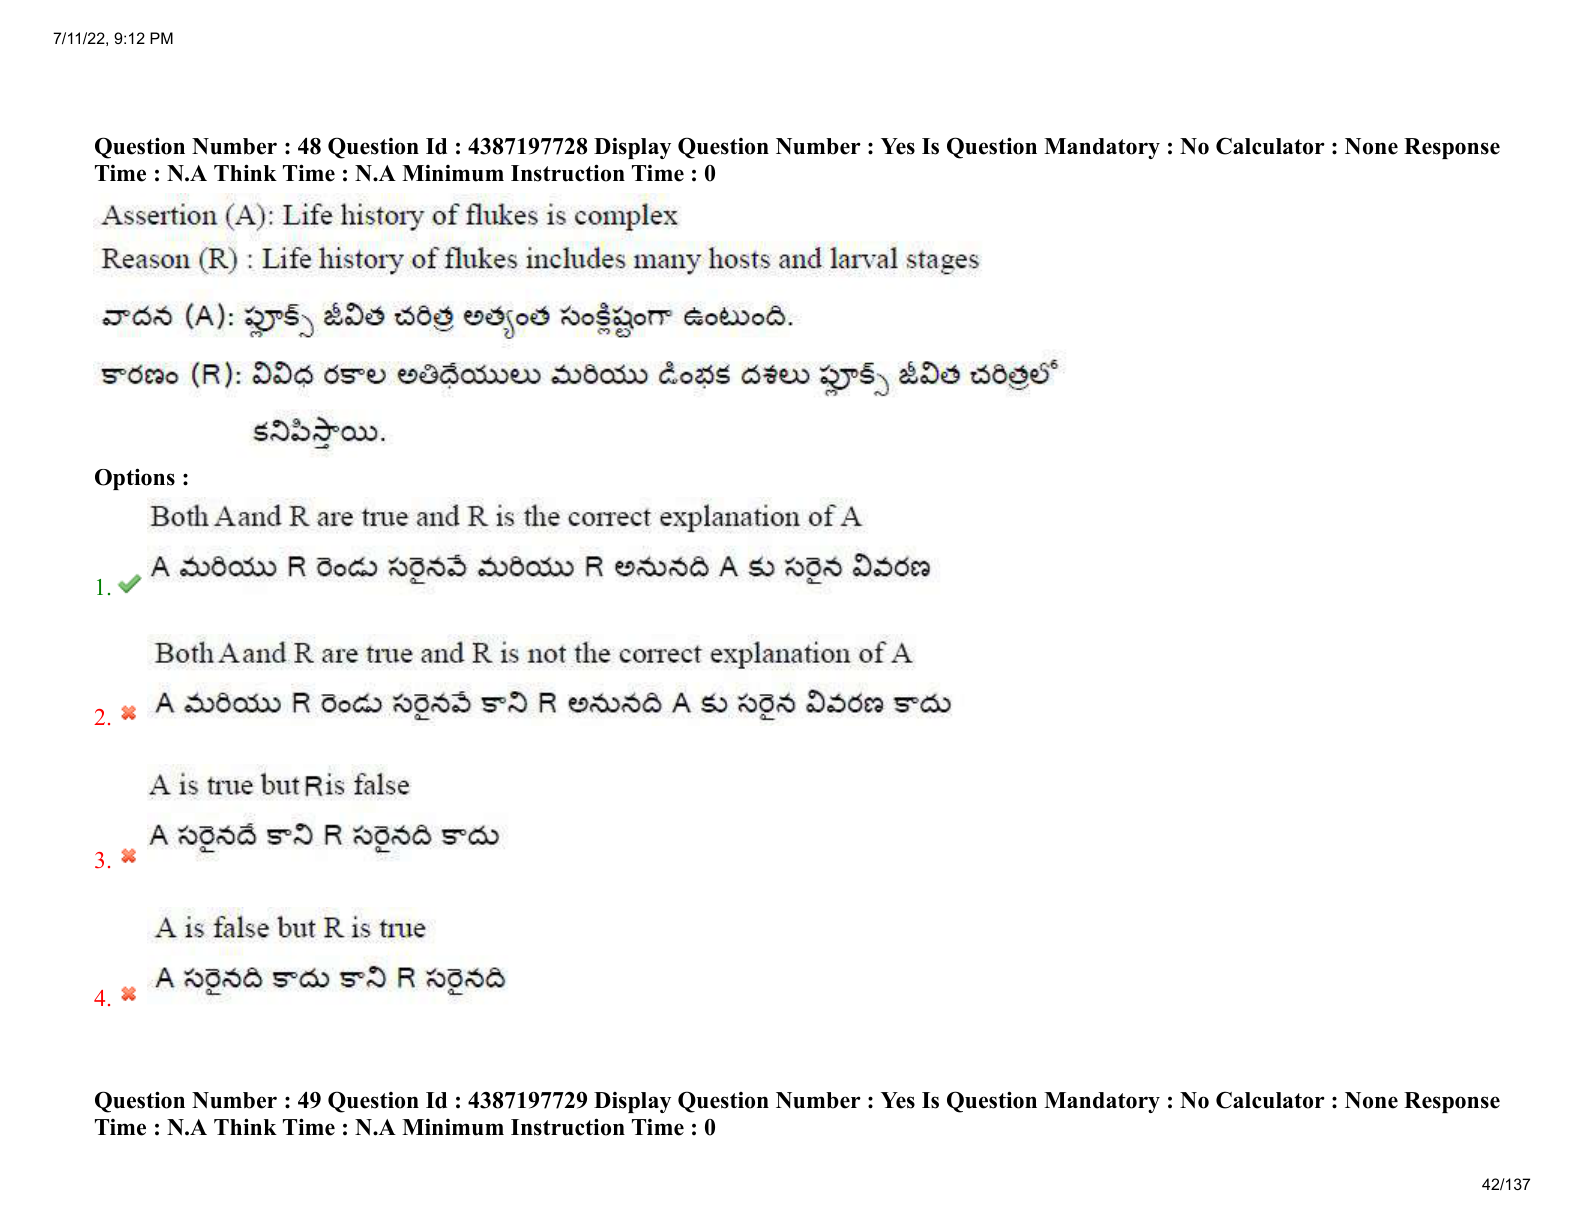 7/11/22, 9:12 PM
Question Number : 48 Question Id : 4387197728 Display Question Number : Yes Is Question Mandatory : No Calculator : None Response
Time : N.A Think Time : N.A Minimum Instruction Time : 0
Assertion (A): Life history of flukes is complex
Reason (R) : Life history of flukes includes many hosts and larval stages
వాదన (A): ఫ్లూక్స్ జీవిత చరిత్ర అత్యంత సంక్లిష్టంగా ఉంటుంది.
కారణం (R): వివిధ రకాల అతిధేయులు మరియు డింభక దశలు ఫ్లూక్స్ జీవిత చరిత్రలో
కనిపిస్తాయి.
Options :
Both A and R are true and R is the correct explanation of A
A మరియు R రెండు సరైనవే మరియు R అనునది A కు సరైన వివరణ
1.
Both A and R are true and R is not the correct explanation of A
A మరియు R రెండు సరైనవే కాని R అనునది A కు సరైన వివరణ కాదు
2.
A is true but R is false
A సరైనదే కాని R సరైనది కాదు
3.
A is false but R is true
A సరైనది కాదు కాని R సరైనది
4.
Question Number : 49 Question Id : 4387197729 Display Question Number : Yes Is Question Mandatory : No Calculator : None Response
Time : N.A Think Time : N.A Minimum Instruction Time : 0
42/137